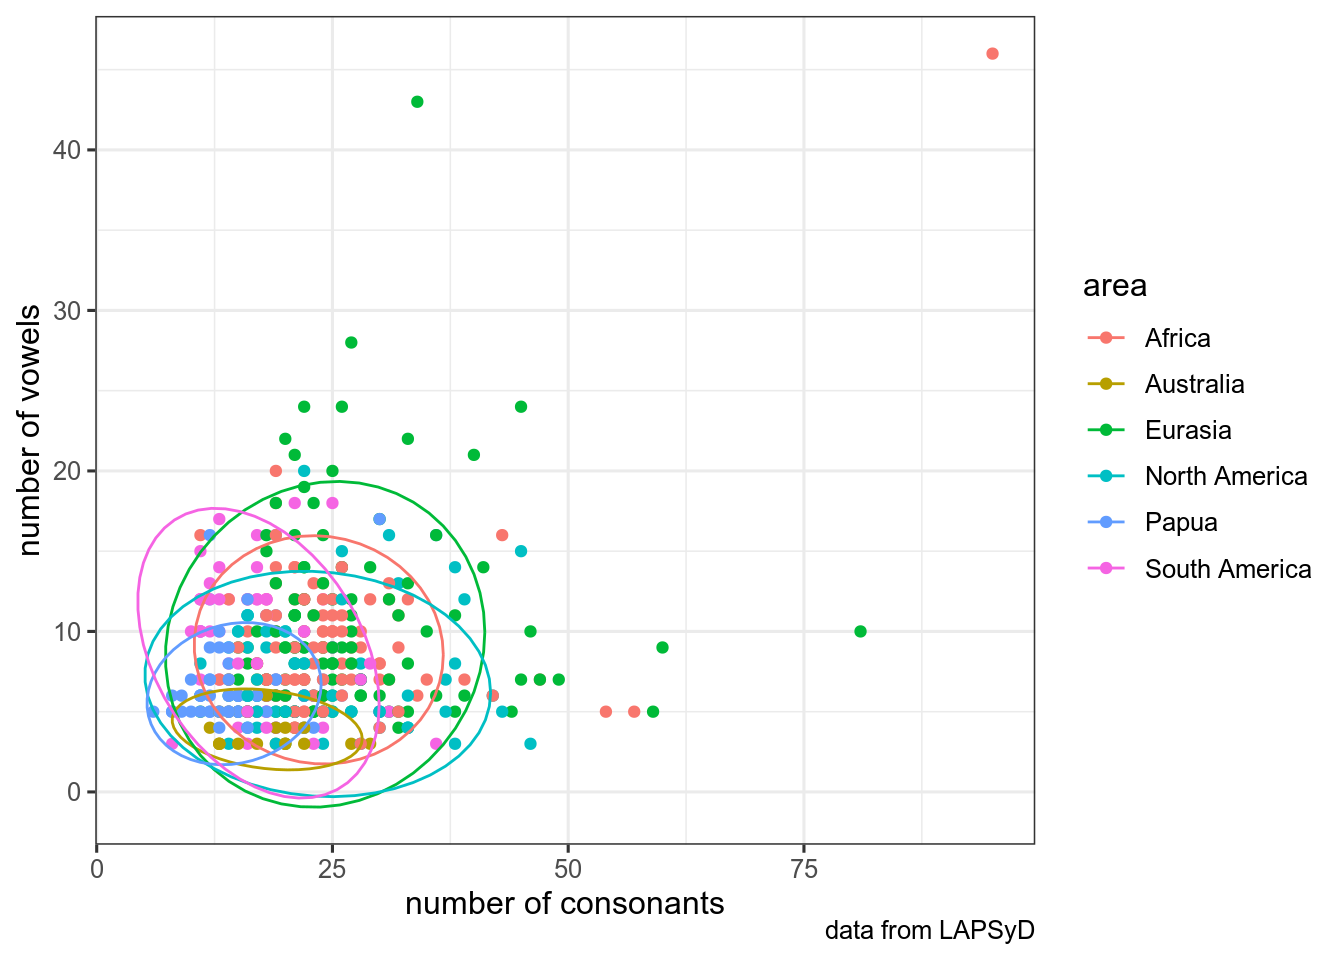 number of vowels
40
30
20
10
0
0 25 50 75
number of consonants
data from LAPSyD
area
Africa
Australia
Eurasia
North America
Papua
South America